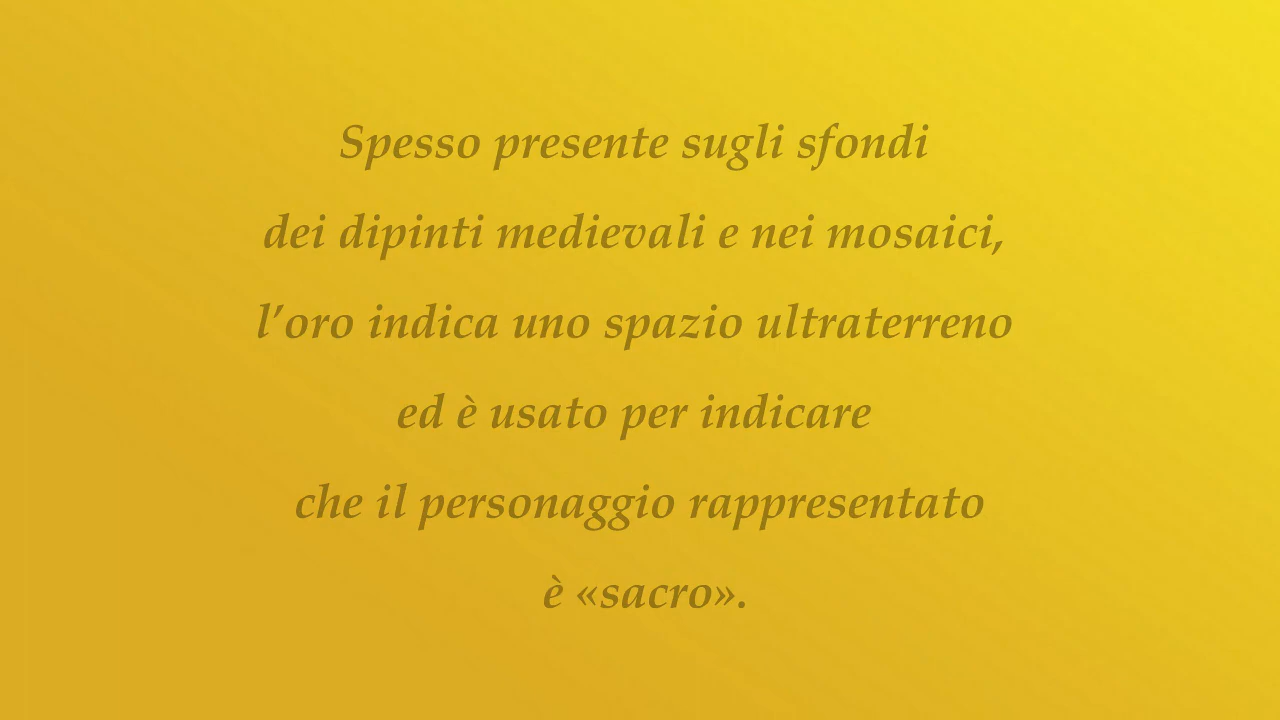 Spesso presente sugli sfondi
dei dipinti medievali e nei mosaici,
l’oro indica uno spazio ultraterreno
ed è usato per indicare
che il personaggio rappresentato
è «sacro».